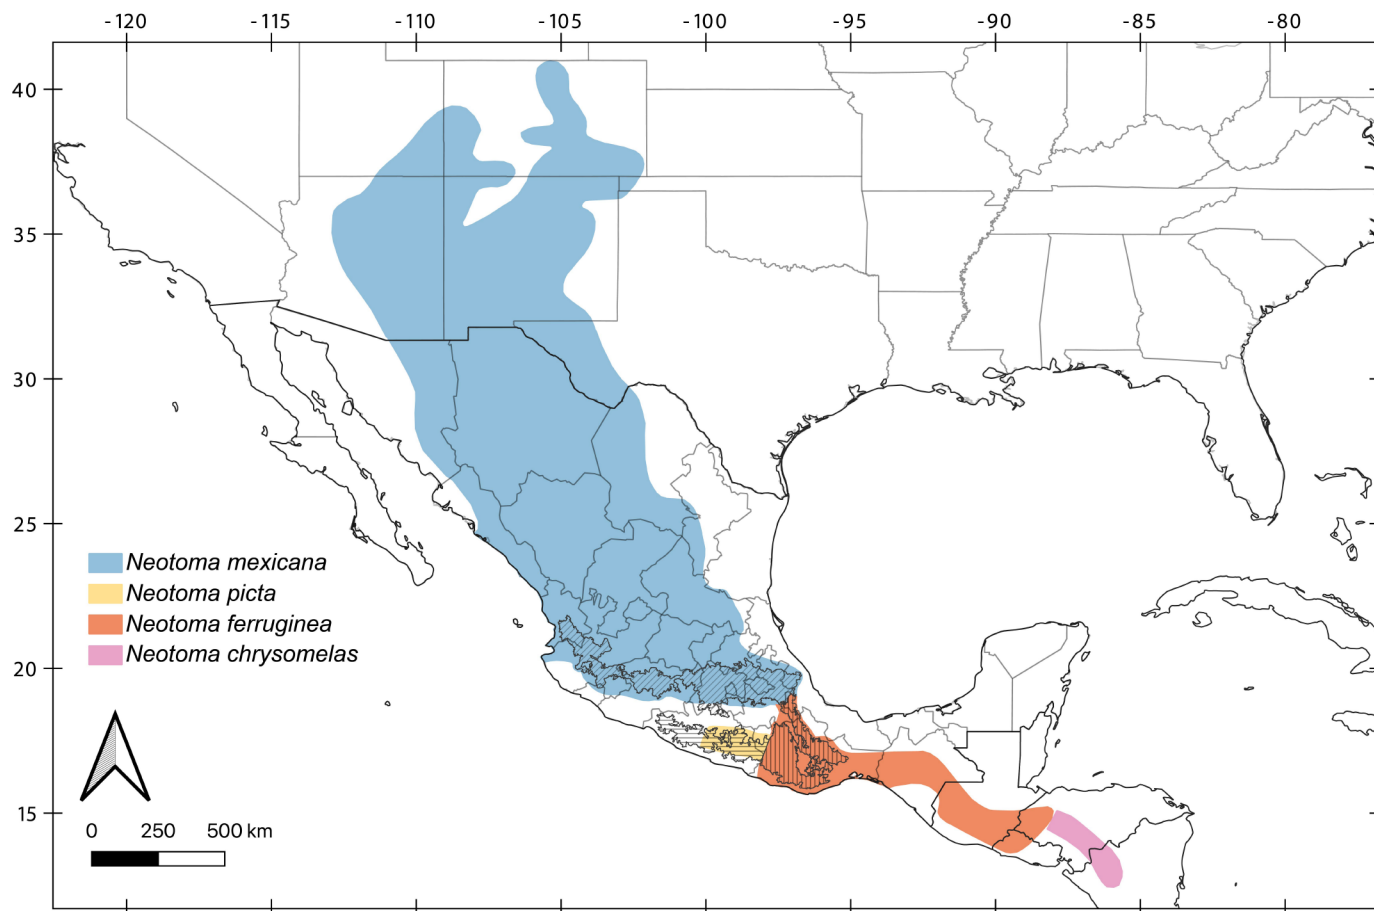 -120 -115 -110 -105 -100 -95 -90 -85 -80
40
35
30
25
20
15
Neotoma mexicana
Neotoma picta
Neotoma ferruginea
Neotoma chrysomelas
0 250 500 km